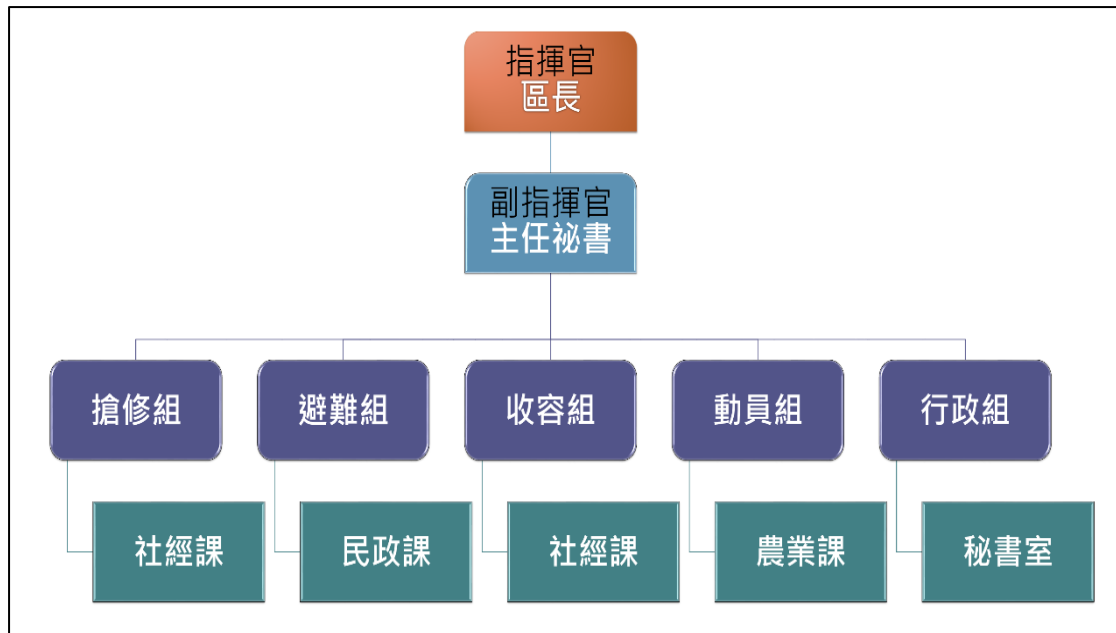 指揮官
區長
副指揮官
主任祕書
搶修組
避難組
收容組
動員組
行政組
社經課
民政課
社經課
農業課
秘書室